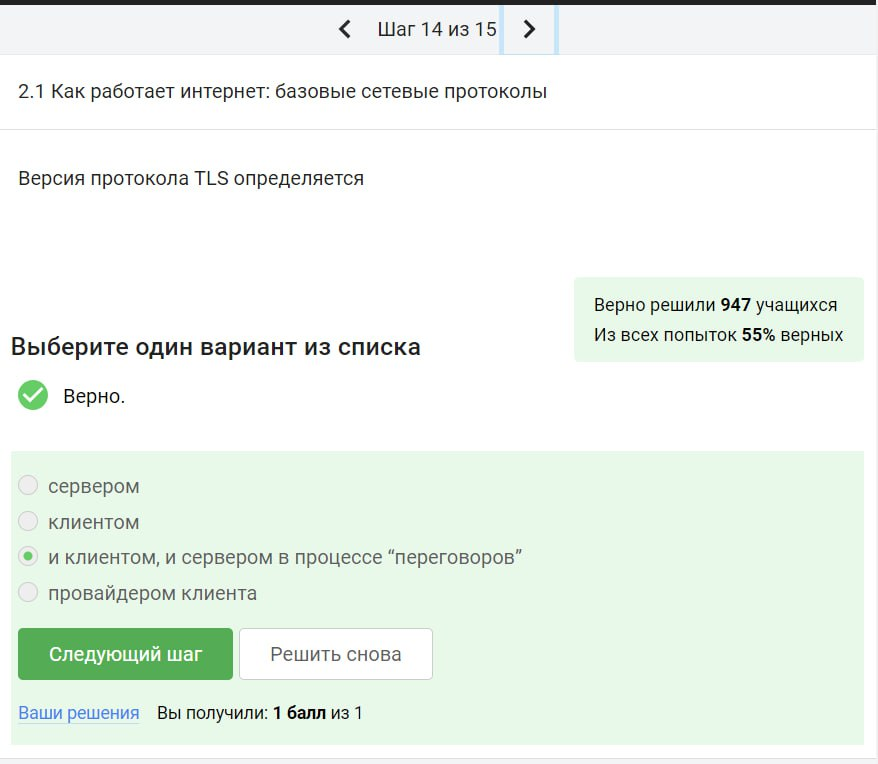 Шаг 14 из 15
2.1 Как работает интернет: базовые сетевые протоколы
Версия протокола TLS определяется
Верно решили 947 учащихся
Из всех попыток 55% верных
Выберите один вариант из списка
Верно.
сервером
клиентом
и клиентом, и сервером в процессе “переговоров”
провайдером клиента
Следующий шаг Решить снова
Ваши решения Вы получили: 1 балл из 1